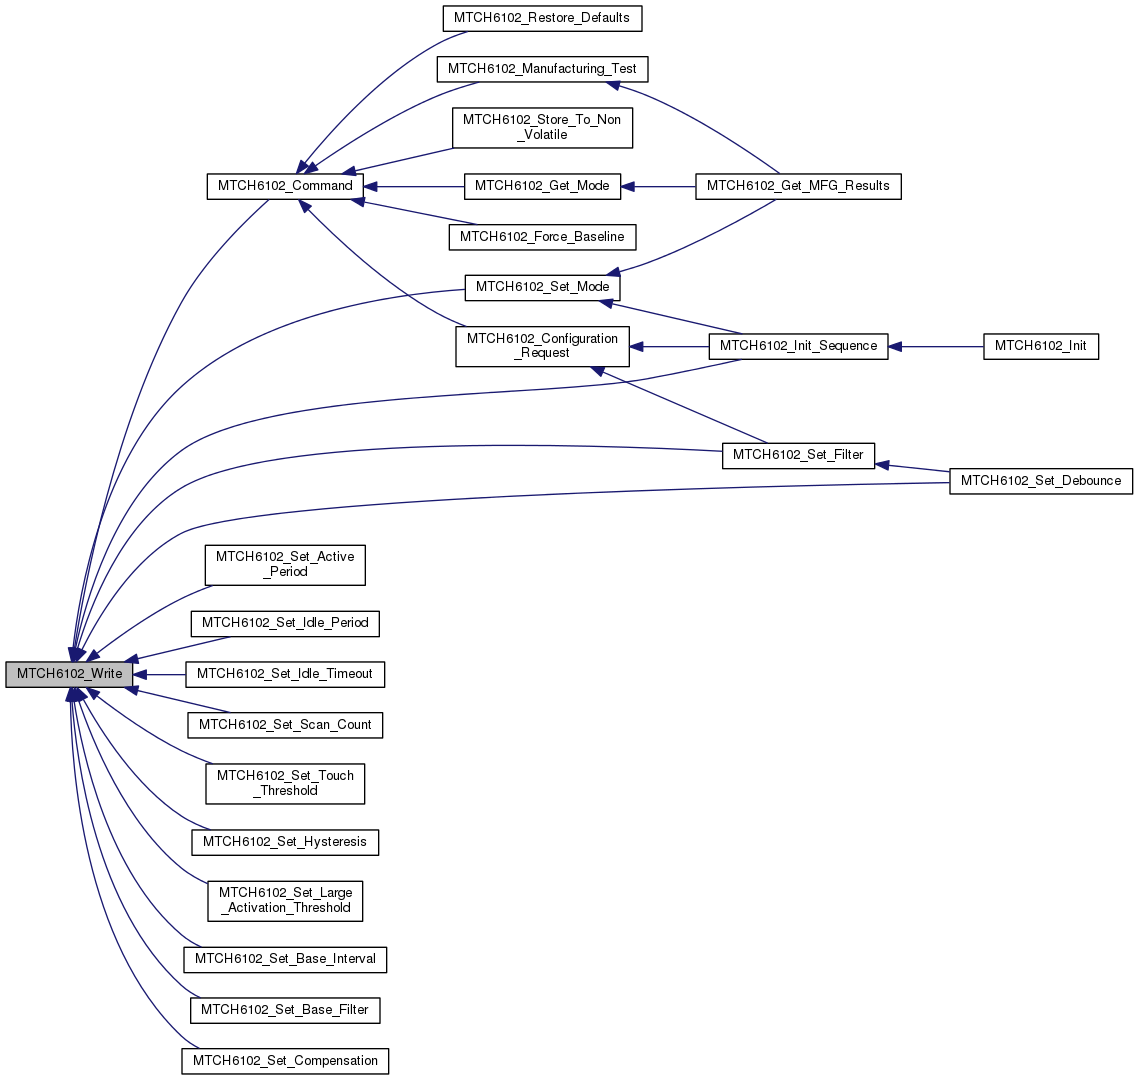 MTCH6102_Restore_Defaults
MTCH6102_Manufacturing_Test
MTCH6102_Store_To_Non
_Volatile
MTCH6102_Command
MTCH6102_Get_Mode
MTCH6102_Get_MFG_Results
MTCH6102_Force_Baseline
MTCH6102_Set_Mode
MTCH6102_Configuration
_Request
MTCH6102_Init_Sequence
MTCH6102_Init
MTCH6102_Set_Filter
MTCH6102_Set_Debounce
MTCH6102_Set_Active
_Period
MTCH6102_Set_Idle_Period
MTCH6102_Write
MTCH6102_Set_Idle_Timeout
MTCH6102_Set_Scan_Count
MTCH6102_Set_Touch
_Threshold
MTCH6102_Set_Hysteresis
MTCH6102_Set_Large
_Activation_Threshold
MTCH6102_Set_Base_Interval
MTCH6102_Set_Base_Filter
MTCH6102_Set_Compensation